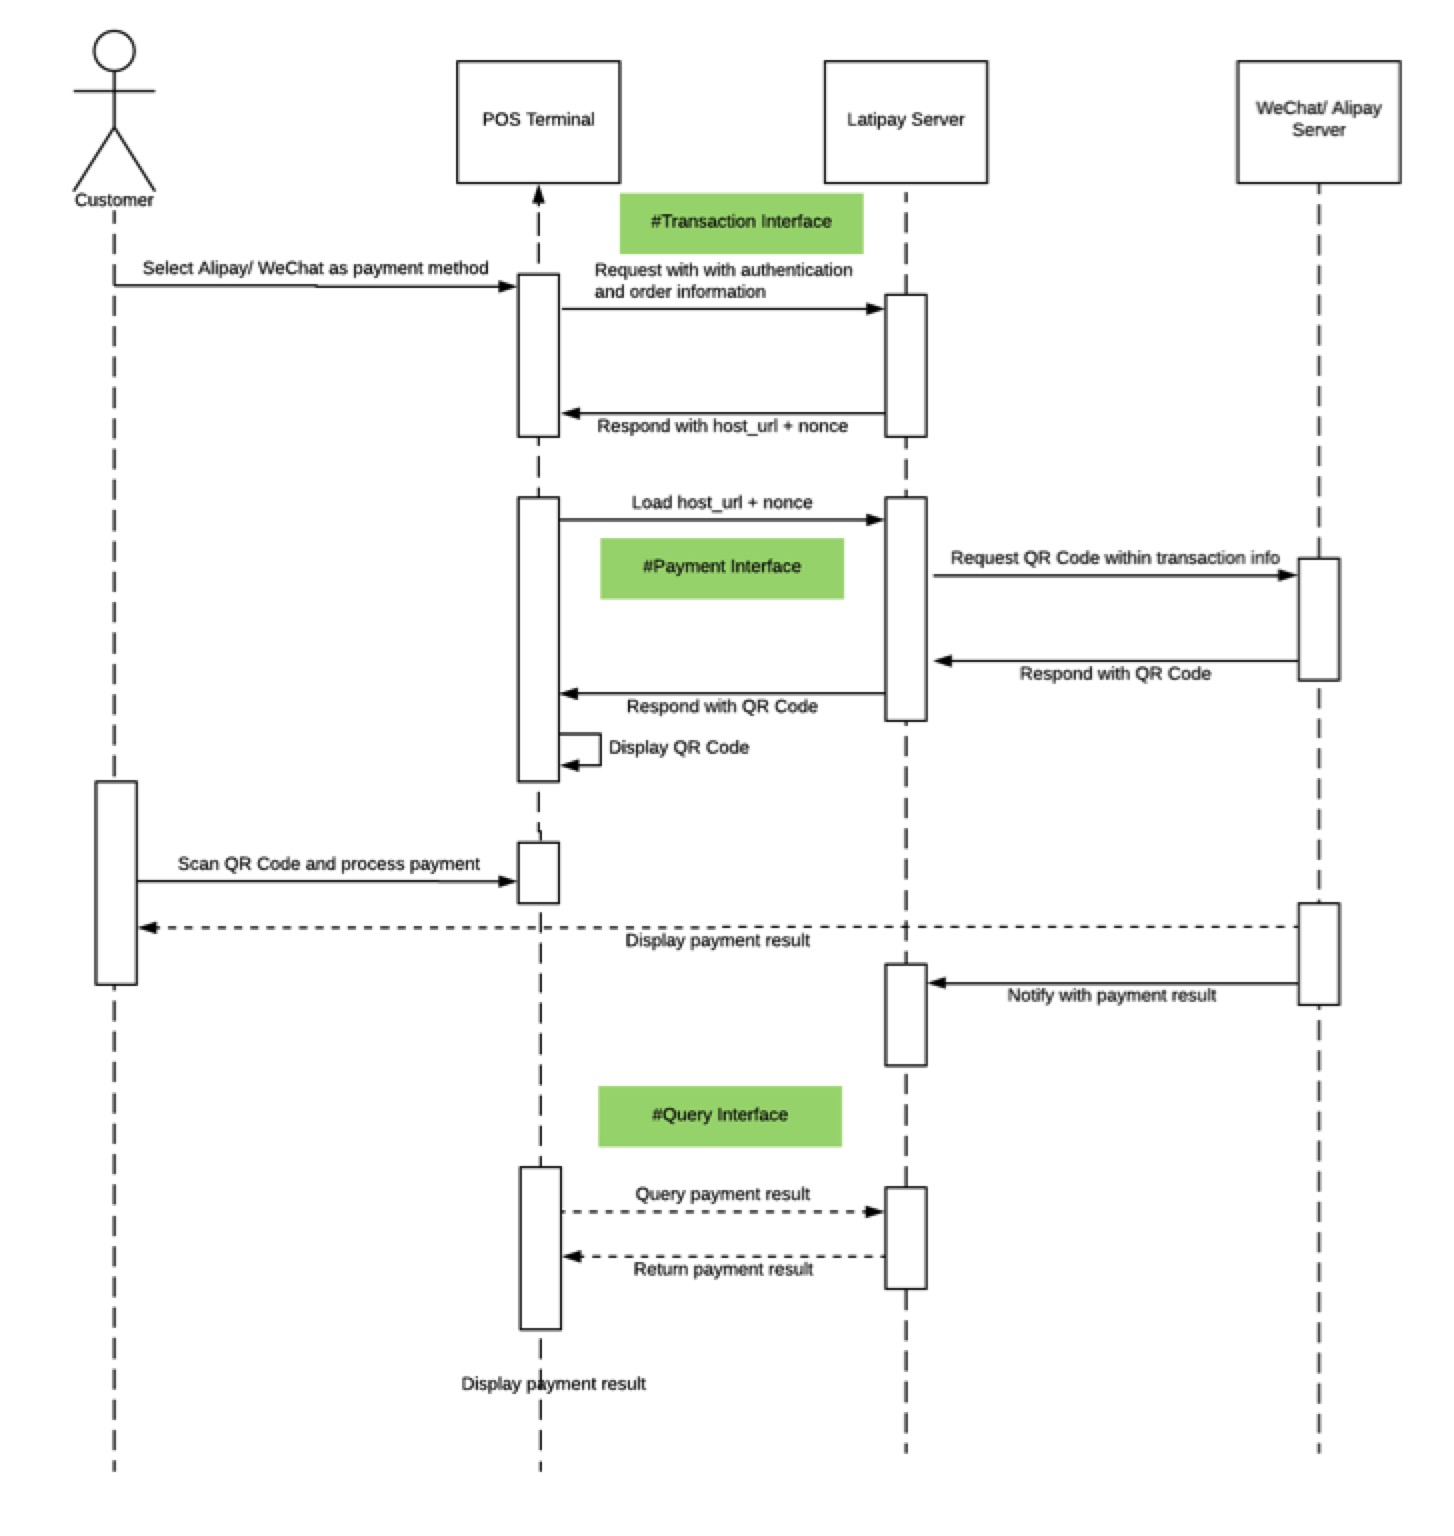 Customer
POS Terminal
Latipay Server
WeChat/ Alipay
Server
#Transaction Interface
Select Alipay/ WeChat as payment method
Request with with authentication
and order information
Respond with host_url + nonce
Load host_url + nonce
#Payment Interface
Request QR Code within transaction info
Respond with QR Code
Respond with QR Code
Display QR Code
Scan QR Code and process payment
Display payment result
Notify with payment result
#Query Interface
Query payment result
Return payment result
Display payment result